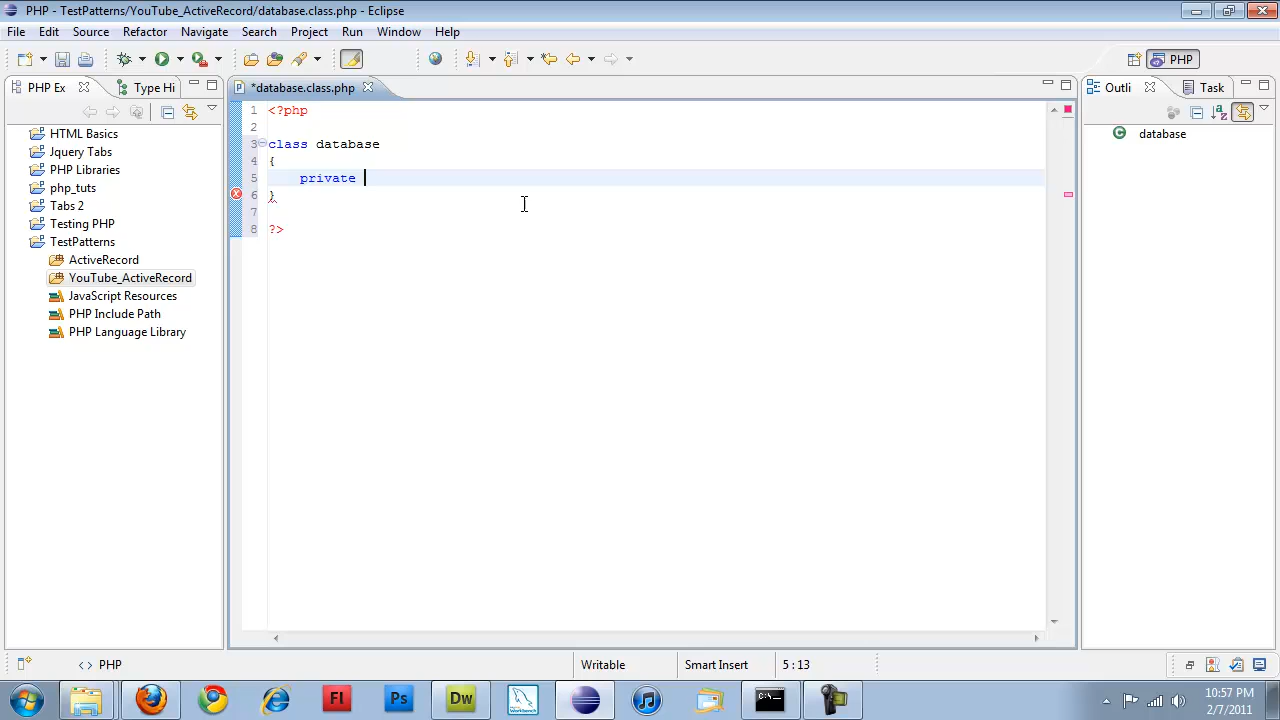 PHP - TestPatterns/YouTube_ActiveRecord/database.class.php - Eclipse
File Edit Source Refactor Navigate Search Project Run Window Help
PHP
PHP Ex Type Hi
*database.class.php
Outli Task
HTML Basics
Jquery Tabs
PHP Libraries
php_tuts
Tabs 2
Testing PHP
TestPatterns
ActiveRecord
YouTube_ActiveRecord
JavaScript Resources
PHP Include Path
PHP Language Library
1 <?php
2
3 class database
4 {
5 private
6 }
7
8 ?>
database
<> PHP
Writable
Smart Insert
5 : 13
Fl
Ps
Dw
C:\.
10:57 PM
2/7/2011